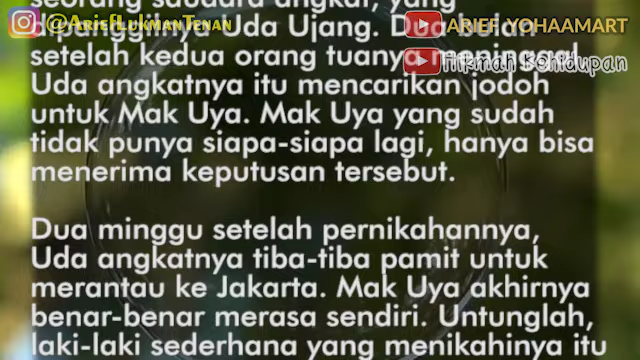 seorang saudara angkat, yang
@ArieflukmanTenan
ARIEF YOHAAMART
dipanggilnya Uda Ujang. Dua bulan
setelah kedua orang tuanya meninggal,
Hikmah Kehidupan
Uda angkatnya itu mencarikan jodoh
untuk Mak Uya. Mak Uya yang sudah
tidak punya siapa-siapa lagi, hanya bisa
menerima keputusan tersebut.
Dua minggu setelah pernikahannya,
Uda angkatnya tiba-tiba pamit untuk
merantau ke Jakarta. Mak Uya akhirnya
benar-benar merasa sendiri. Untunglah,
laki-laki sederhana yang menikahinya itu